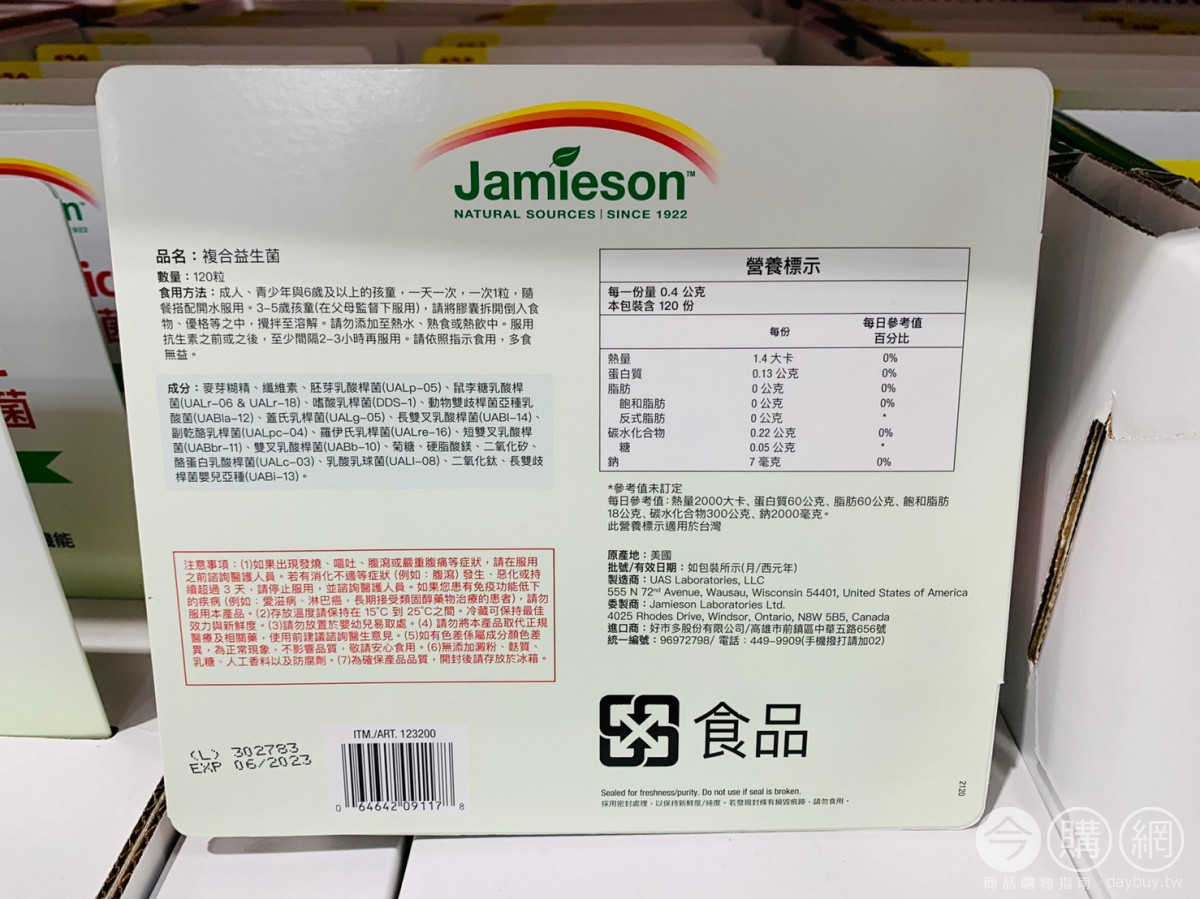 Jamieson™
NATURAL SOURCES | SINCE 1922
品名：複合益生菌
數量：120粒
食用方法：成人、青少年與6歲及以上的孩童，一天一次，一次1粒，隨
餐搭配開水服用。3-5歲孩童(在父母監督下服用)，請將膠囊拆開倒入食
物、優格等之中，攪拌至溶解。請勿添加至熱水、熟食或熱飲中。服用
抗生素之前或之後，至少間隔2-3小時再服用。請依照指示食用，多食
無益。
成分：麥芽糊精、纖維素、胚芽乳酸桿菌(UALp-05)、鼠李糖乳酸桿
菌(UALr-06 & UALr-18)、嗜酸乳桿菌(DDS-1)、動物雙歧桿菌亞種乳
酸菌(UABla-12)、蓋氏乳桿菌(UALg-05)、長雙叉乳酸桿菌(UABl-14)、
副乾酪乳桿菌(UALpc-04)、羅伊氏乳桿菌(UALre-16)、短雙叉乳酸桿
菌(UABbr-11)、雙叉乳酸桿菌(UABb-10)、菊糖、硬脂酸鎂、二氧化矽、
酪蛋白乳酸桿菌(UALc-03)、乳酸乳球菌(UALl-08)、二氧化鈦、長雙歧
桿菌嬰兒亞種(UABi-13)。
注意事項：(1)如果出現發燒、嘔吐、腹瀉或嚴重腹痛等症狀，請在服用
之前諮詢醫護人員。若有消化不適等症狀 (例如：腹瀉) 發生、惡化或持
續超過 3 天，請停止服用，並諮詢醫護人員。如果您患有免疫功能低下
的疾病 (例如：愛滋病、淋巴癌，長期接受類固醇藥物治療的患者)，請勿
服用本產品。(2)存放溫度請保持在 15°C 到 25°C之間。冷藏可保持最佳
效力與新鮮度。(3)請勿放置於嬰幼兒易取處。(4) 請勿將本產品取代正規
醫療及相關藥，使用前建議諮詢醫生意見。(5)如有色差係屬成分顏色差
異，為正常現象，不影響品質，敬請安心食用。(6)無添加澱粉、麩質、
乳糖、人工香料以及防腐劑。(7)為確保產品品質，開封後請存放於冰箱。
(L) 302783
EXP 06/2023
ITM./ART. 123200
0 64642 09117 8
營養標示
每一份量 0.4 公克
本包裝含 120 份
每份 每日參考值
百分比
熱量 1.4 大卡 0%
蛋白質 0.13 公克 0%
脂肪 0 公克 0%
飽和脂肪 0 公克 0%
反式脂肪 0 公克 *
碳水化合物 0.22 公克 0%
糖 0.05 公克 *
鈉 7 毫克 0%
*參考值未訂定
每日參考值：熱量2000大卡、蛋白質60公克、脂肪60公克、飽和脂肪
18公克、碳水化合物300公克、鈉2000毫克。
此營養標示適用於台灣
原產地：美國
批號/有效日期：如包裝所示(月/西元年)
製造商：UAS Laboratories, LLC
555 N 72nd Avenue, Wausau, Wisconsin 54401, United States of America
委製商：Jamieson Laboratories Ltd.
4025 Rhodes Drive, Windsor, Ontario, N8W 5B5, Canada
進口商：好市多股份有限公司/高雄市前鎮區中華五路656號
統一編號：96972798/ 電話：449-9909(手機撥打請加02)
食品
Sealed for freshness/purity. Do not use if seal is broken.
採用密封處理，以保持新鮮度/純度。若發現封條有損毀痕跡，請勿食用。
2120
今購網
商品購物指南 daybuy.tw